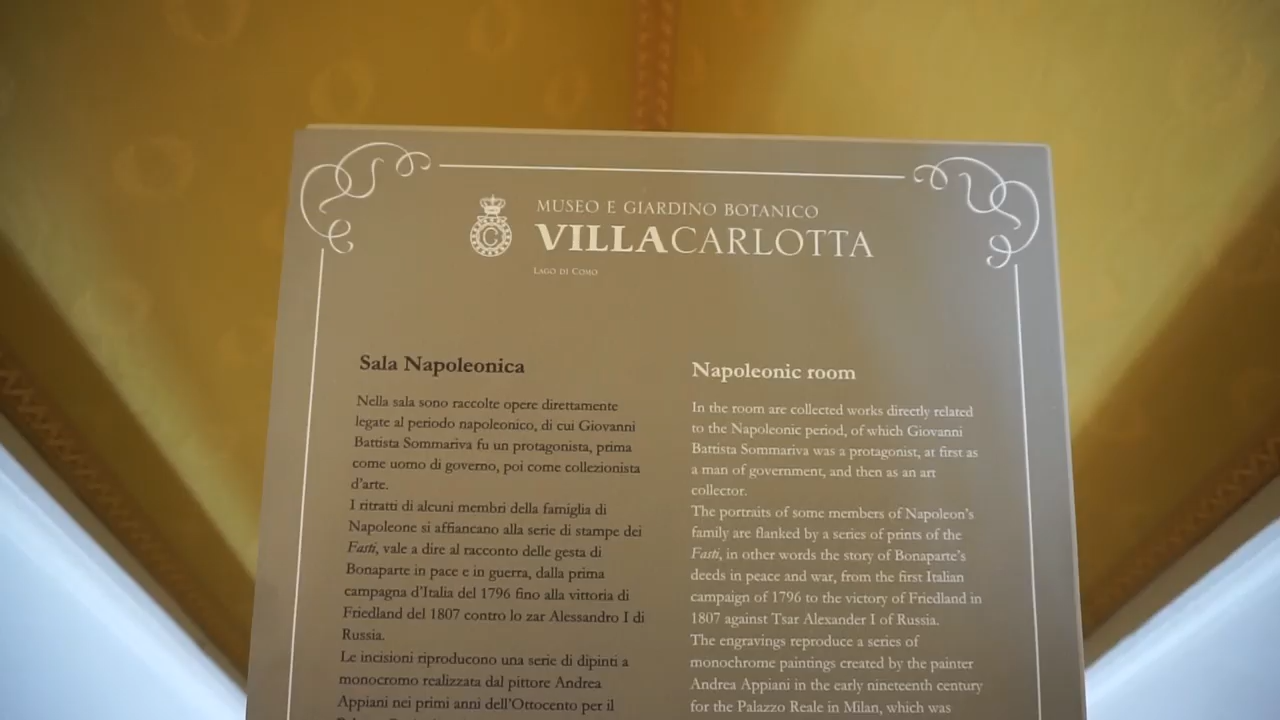 MUSEO E GIARDINO BOTANICO
VILLACARLOTTA
LAGO DI COMO
Sala Napoleonica
Nella sala sono raccolte opere direttamente
legate al periodo napoleonico, di cui Giovanni
Battista Sommariva fu un protagonista, prima
come uomo di governo, poi come collezionista
d'arte.
I ritratti di alcuni membri della famiglia di
Napoleone si affiancano alla serie di stampe dei
Fasti, vale a dire al racconto delle gesta di
Bonaparte in pace e in guerra, dalla prima
campagna d'Italia del 1796 fino alla vittoria di
Friedland del 1807 contro lo zar Alessandro I di
Russia.
Le incisioni riproducono una serie di dipinti a
monocromo realizzata dal pittore Andrea
Appiani nei primi anni dell'Ottocento per il
Napoleonic room
In the room are collected works directly related
to the Napoleonic period, of which Giovanni
Battista Sommariva was a protagonist, at first as
a man of government, and then as an art
collector.
The portraits of some members of Napoleon's
family are flanked by a series of prints of the
Fasti, in other words the story of Bonaparte's
deeds in peace and war, from the first Italian
campaign of 1796 to the victory of Friedland in
1807 against Tsar Alexander I of Russia.
The engravings reproduce a series of
monochrome paintings created by the painter
Andrea Appiani in the early nineteenth century
for the Palazzo Reale in Milan, which was